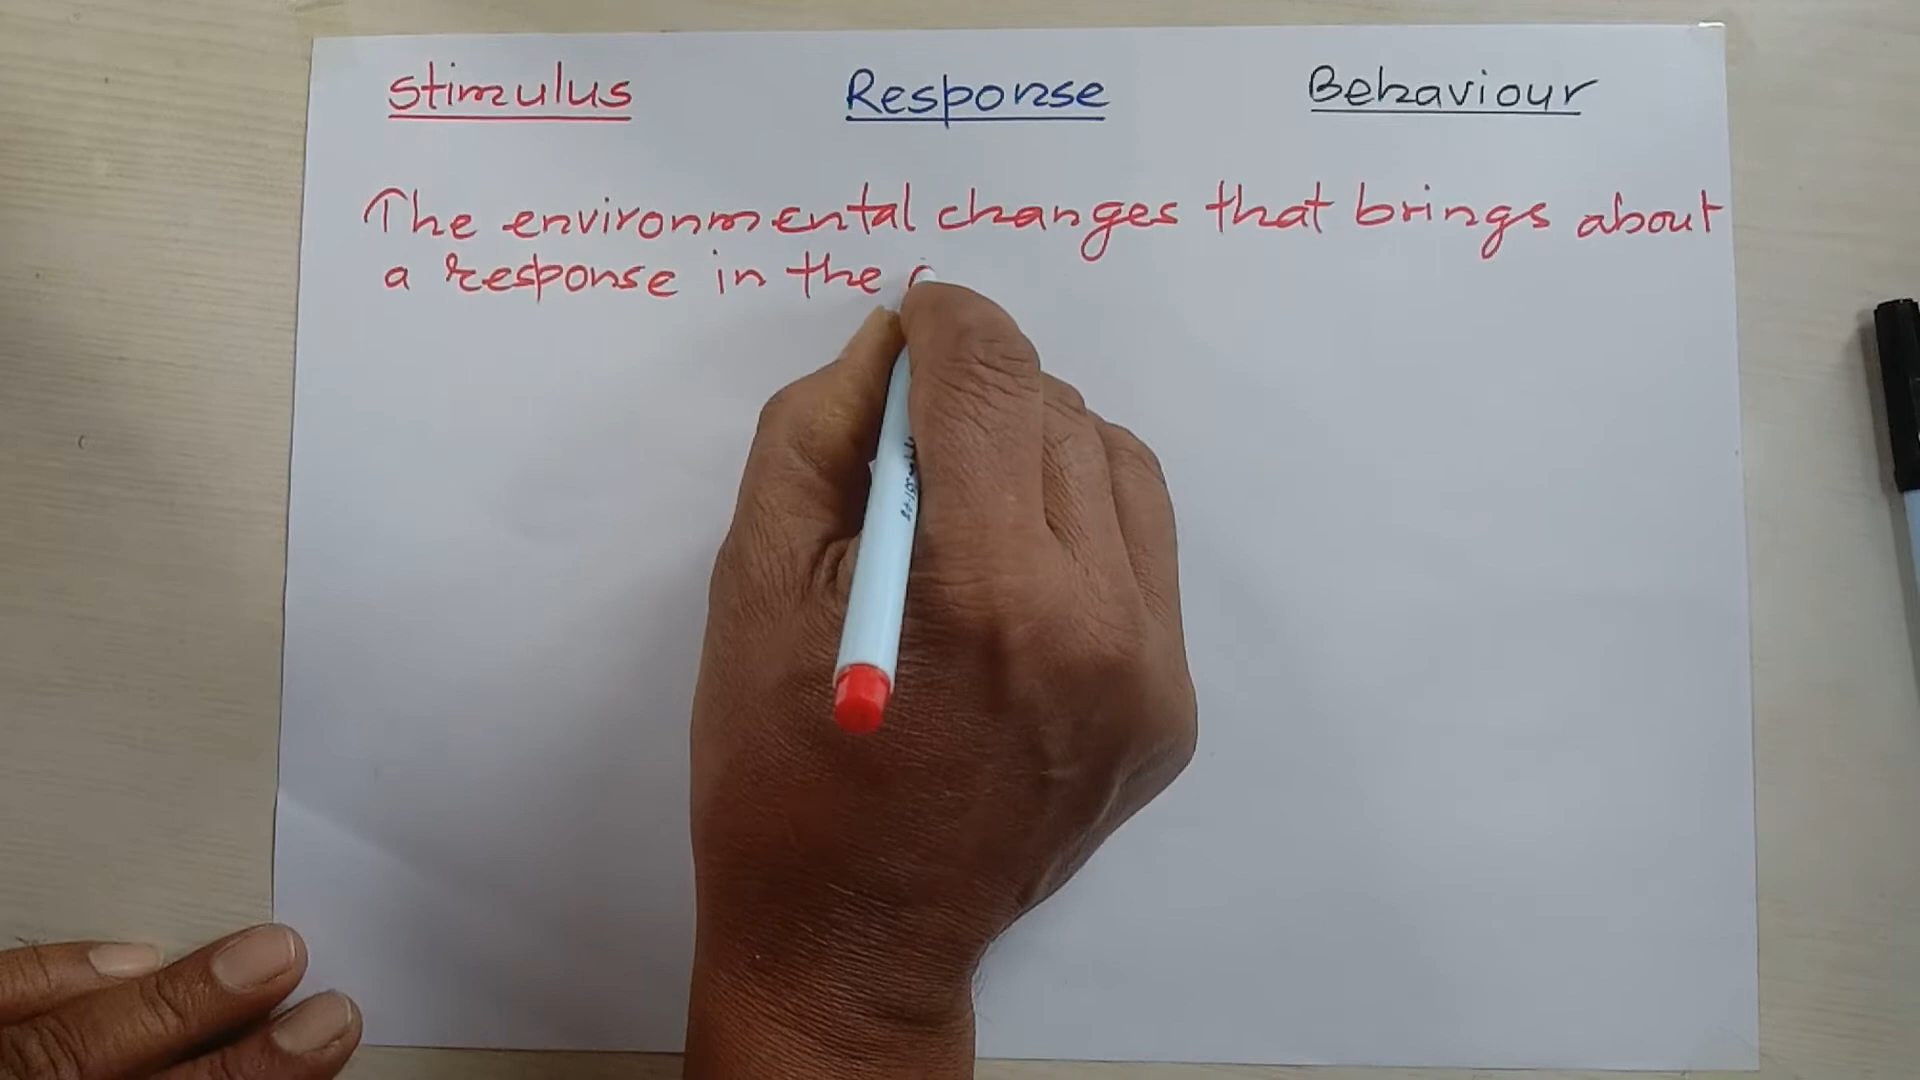 Stimulus Response Behaviour
The environmental changes that brings about
a response in the